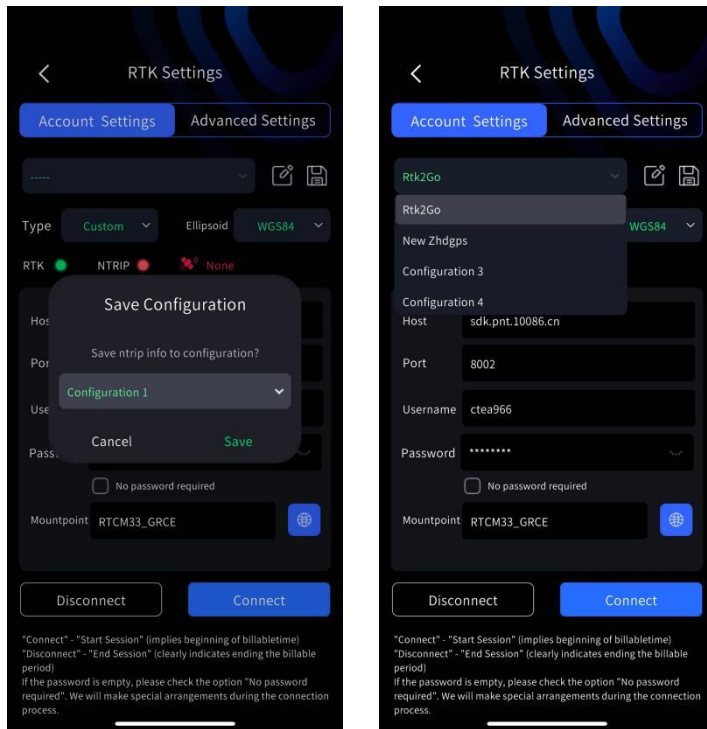 RTK Settings
Account Settings
Advanced Settings
-----
Type
Custom
Ellipsoid
WGS84
RTK
NTRIP
0
None
Save Configuration
Hos
Save ntrip info to configuration?
Por
Configuration 1
Use
Cancel
Save
Pass
No password required
Mountpoint
RTCM33_GRCE
Disconnect
Connect
"Connect" - "Start Session" (implies beginning of billabletime)
"Disconnect" - "End Session" (clearly indicates ending the billable
period)
If the password is empty, please check the option "No password
required". We will make special arrangements during the connection
process.
RTK Settings
Account Settings
Advanced Settings
Rtk2Go
Rtk2Go
WGS84
New Zhdgps
Configuration 3
Configuration 4
Host
sdk.pnt.10086.cn
Port
8002
Username
ctea966
Password
********
No password required
Mountpoint
RTCM33_GRCE
Disconnect
Connect
"Connect" - "Start Session" (implies beginning of billabletime)
"Disconnect" - "End Session" (clearly indicates ending the billable
period)
If the password is empty, please check the option "No password
required". We will make special arrangements during the connection
process.